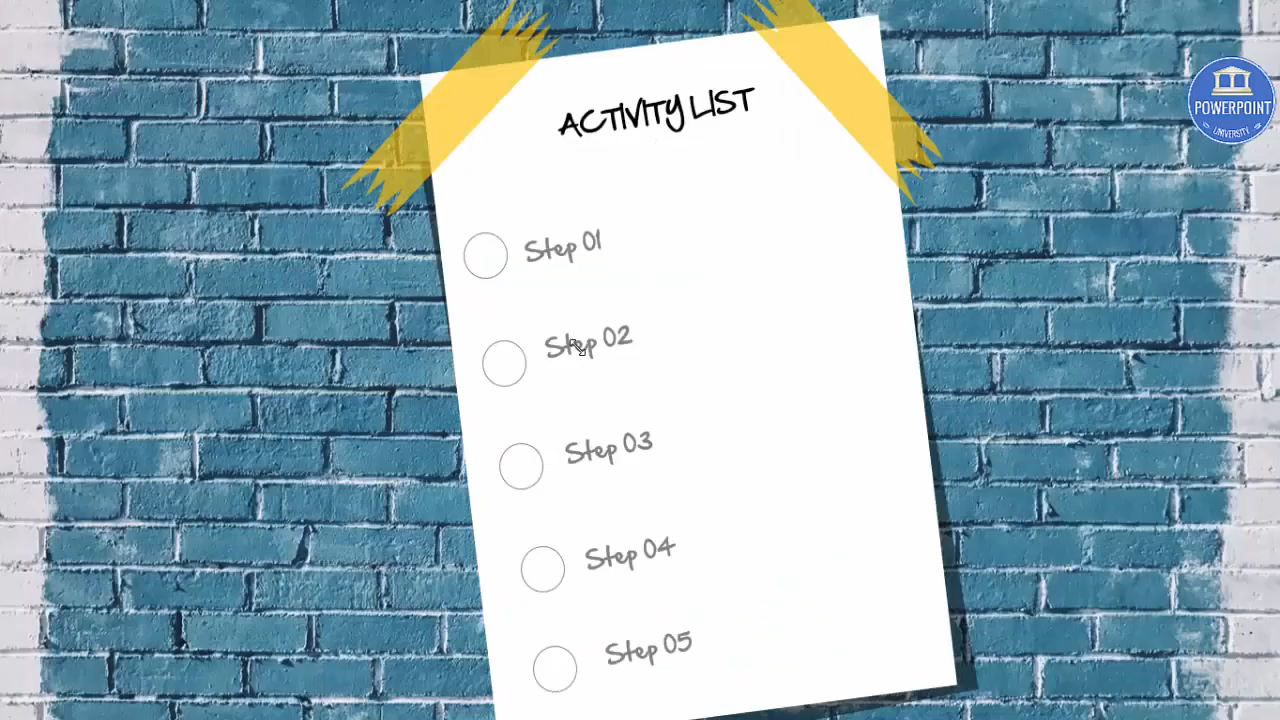 ACTIVITY LIST
POWERPOINT
UNIVERSITY
Step 01
Step 02
Step 03
Step 04
Step 05